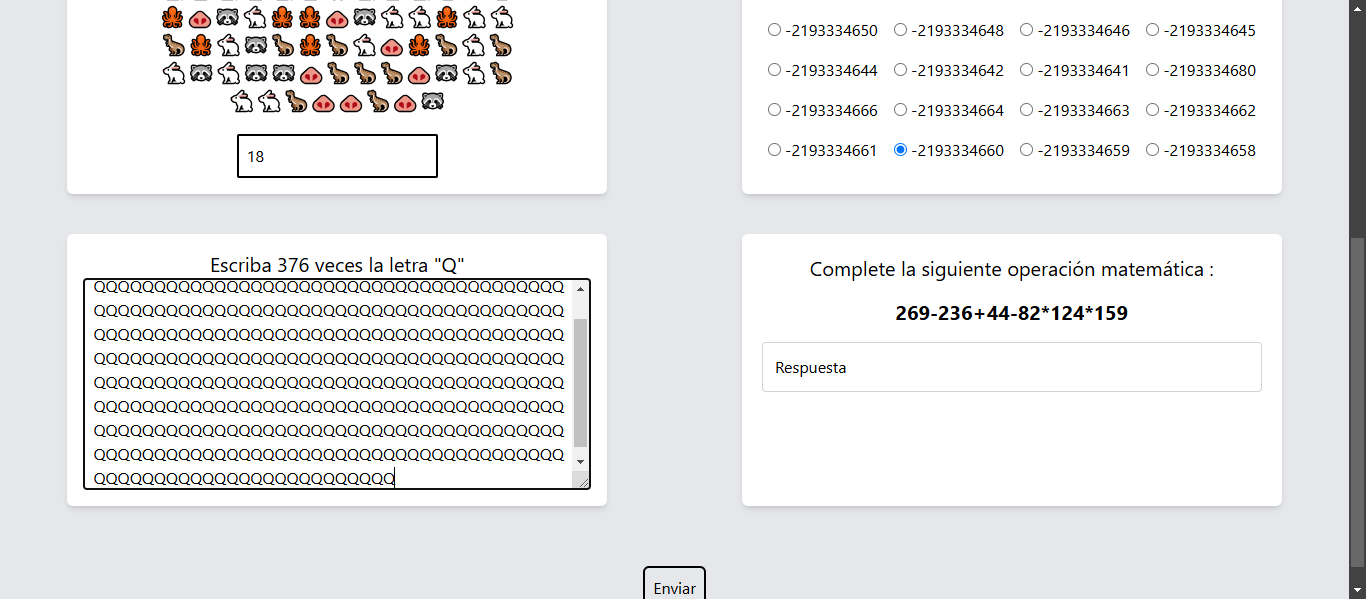 18
Escriba 376 veces la letra "Q"
QQQQQQQQQQQQQQQQQQQQQQQQQQQQQQQQQQQQQQQ
QQQQQQQQQQQQQQQQQQQQQQQQQQQQQQQQQQQQQQQ
QQQQQQQQQQQQQQQQQQQQQQQQQQQQQQQQQQQQQQQ
QQQQQQQQQQQQQQQQQQQQQQQQQQQQQQQQQQQQQQQ
QQQQQQQQQQQQQQQQQQQQQQQQQQQQQQQQQQQQQQQ
QQQQQQQQQQQQQQQQQQQQQQQQQQQQQQQQQQQQQQQ
QQQQQQQQQQQQQQQQQQQQQQQQQQQQQQQQQQQQQQQ
QQQQQQQQQQQQQQQQQQQQQQQQQQQQQQQQQQQQQQQ
QQQQQQQQQQQQQQQQQQQQQQQQQ
-2193334650 -2193334648 -2193334646 -2193334645
-2193334644 -2193334642 -2193334641 -2193334680
-2193334666 -2193334664 -2193334663 -2193334662
-2193334661 -2193334660 -2193334659 -2193334658
Complete la siguiente operación matemática :
269-236+44-82*124*159
Respuesta
Enviar